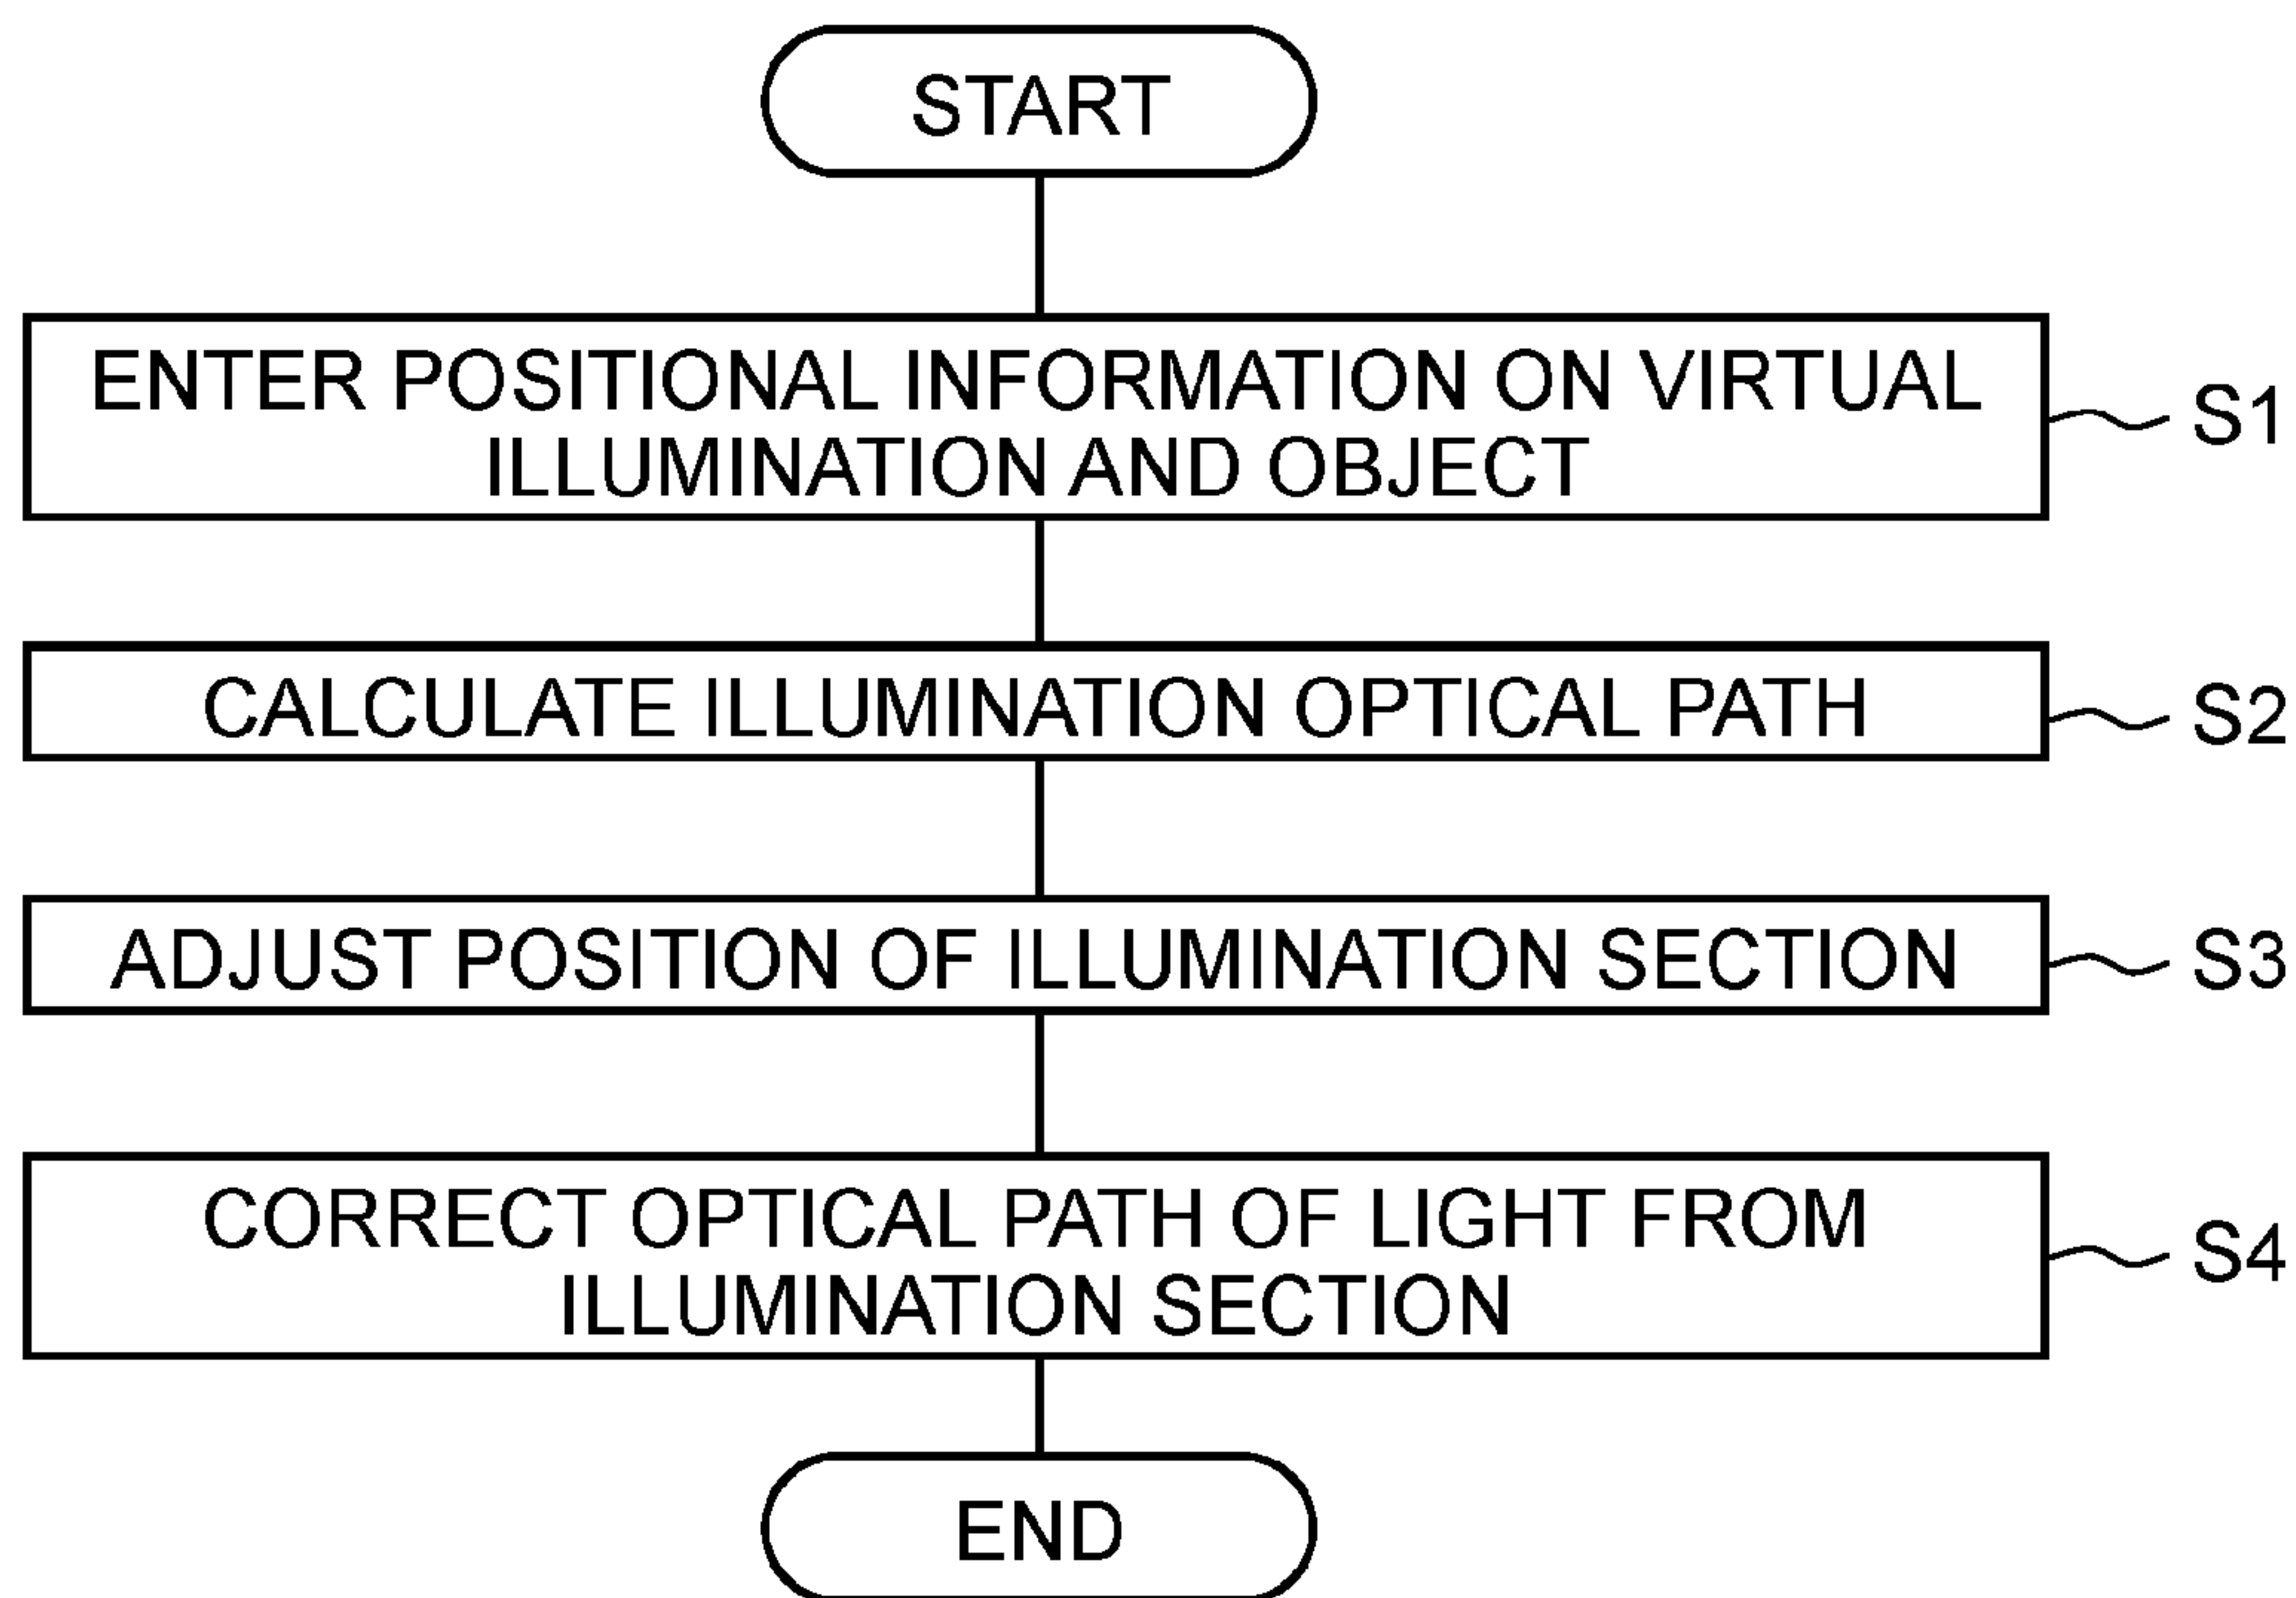 START
ENTER POSITIONAL INFORMATION ON VIRTUAL
ILLUMINATION AND OBJECT
S1
CALCULATE ILLUMINATION OPTICAL PATH
S2
ADJUST POSITION OF ILLUMINATION SECTION
S3
CORRECT OPTICAL PATH OF LIGHT FROM
ILLUMINATION SECTION
S4
END